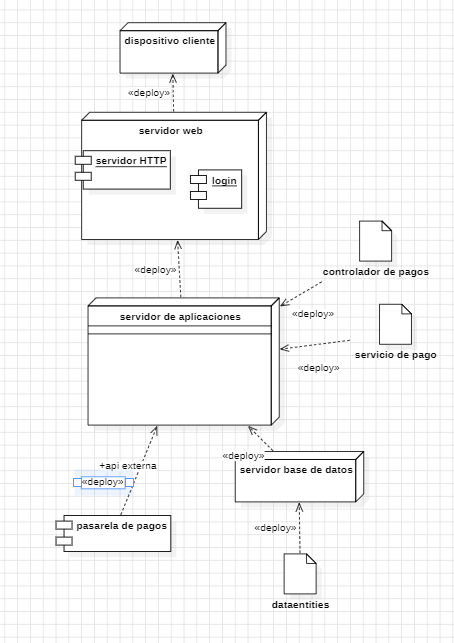 dispositivo cliente
«deploy»
servidor web
servidor HTTP
login
«deploy»
controlador de pagos
«deploy»
servidor de aplicaciones
servicio de pago
«deploy»
«deploy»
servidor base de datos
+api externa
«deploy»
pasarela de pagos
«deploy»
dataentities